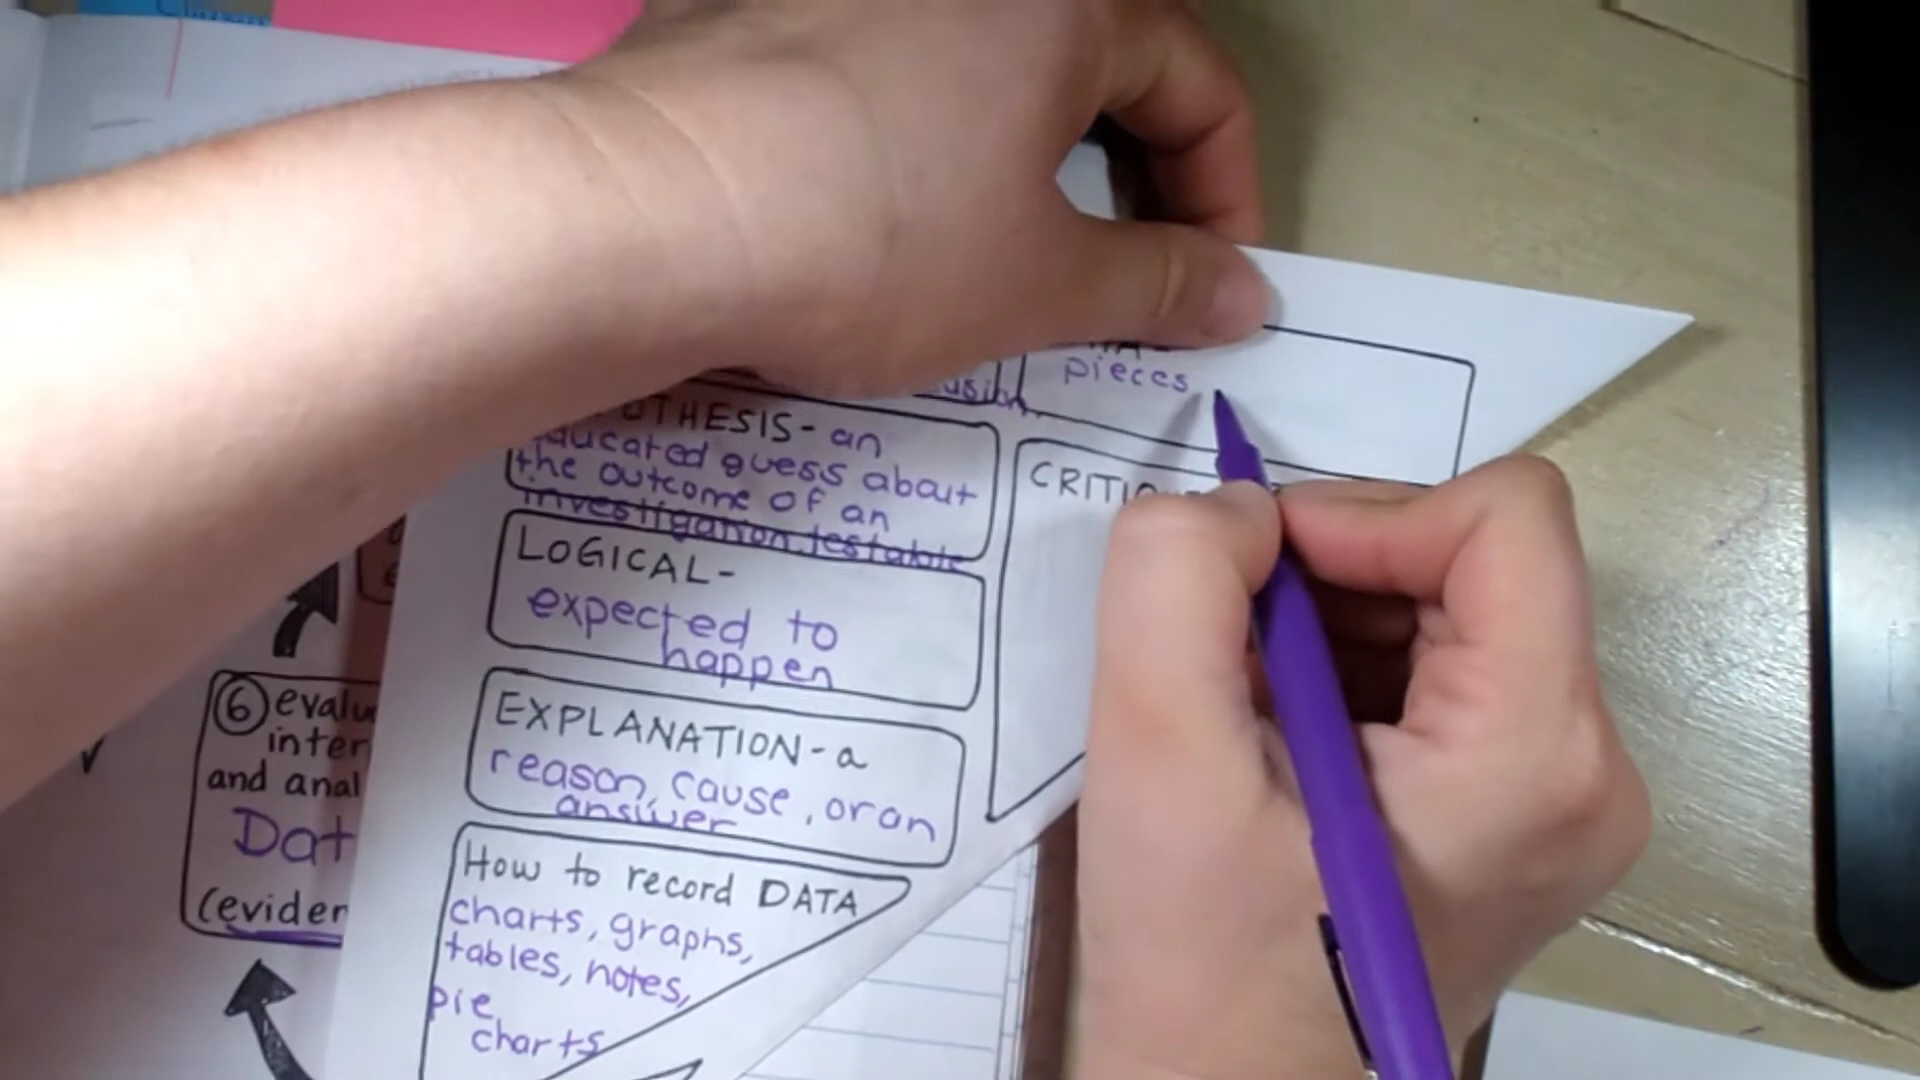 pieces
HYPOTHESIS- an
educated guess about
the outcome of an
investigation, testable
LOGICAL-
expected to
happen
EXPLANATION-a
reason, cause, or an
answer
How to record DATA
charts, graphs,
tables, notes,
pie
charts
6 evalu
inter
and anal
Dat
(eviden